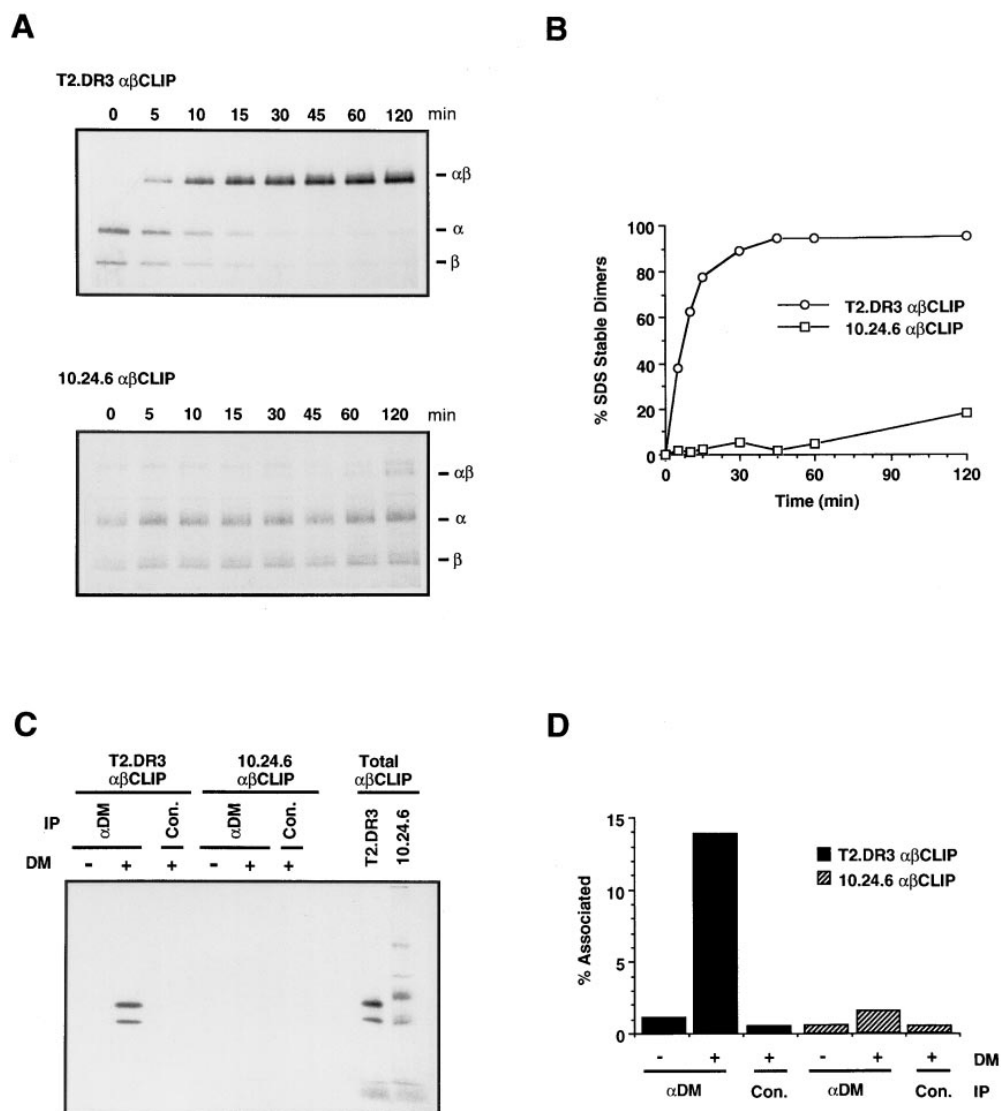 A
T2.DR3 αβCLIP
0 5 10 15 30 45 60 120 min
αβ
α
β
10.24.6 αβCLIP
0 5 10 15 30 45 60 120 min
αβ
α
β
B
% SDS Stable Dimers
100
80
60
40
20
0
0 30 60 90 120
Time (min)
T2.DR3 αβCLIP
10.24.6 αβCLIP
C
T2.DR3 αβCLIP
10.24.6 αβCLIP
Total αβCLIP
IP αDM Con. αDM Con. T2.DR3 10.24.6
DM - + + - + +
D
% Associated
15
10
5
0
T2.DR3 αβCLIP
10.24.6 αβCLIP
- + + - + + DM
αDM Con. αDM Con. IP